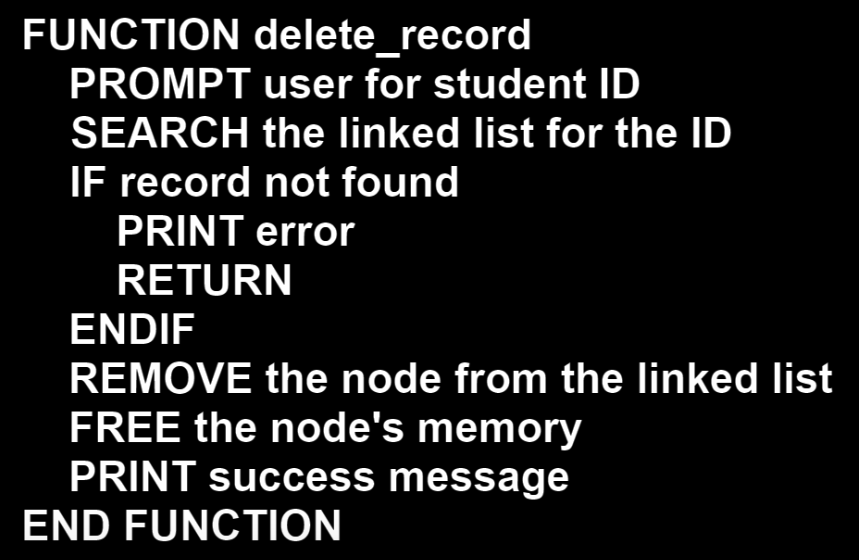 FUNCTION delete_record
PROMPT user for student ID
SEARCH the linked list for the ID
IF record not found
PRINT error
RETURN
ENDIF
REMOVE the node from the linked list
FREE the node's memory
PRINT success message
END FUNCTION